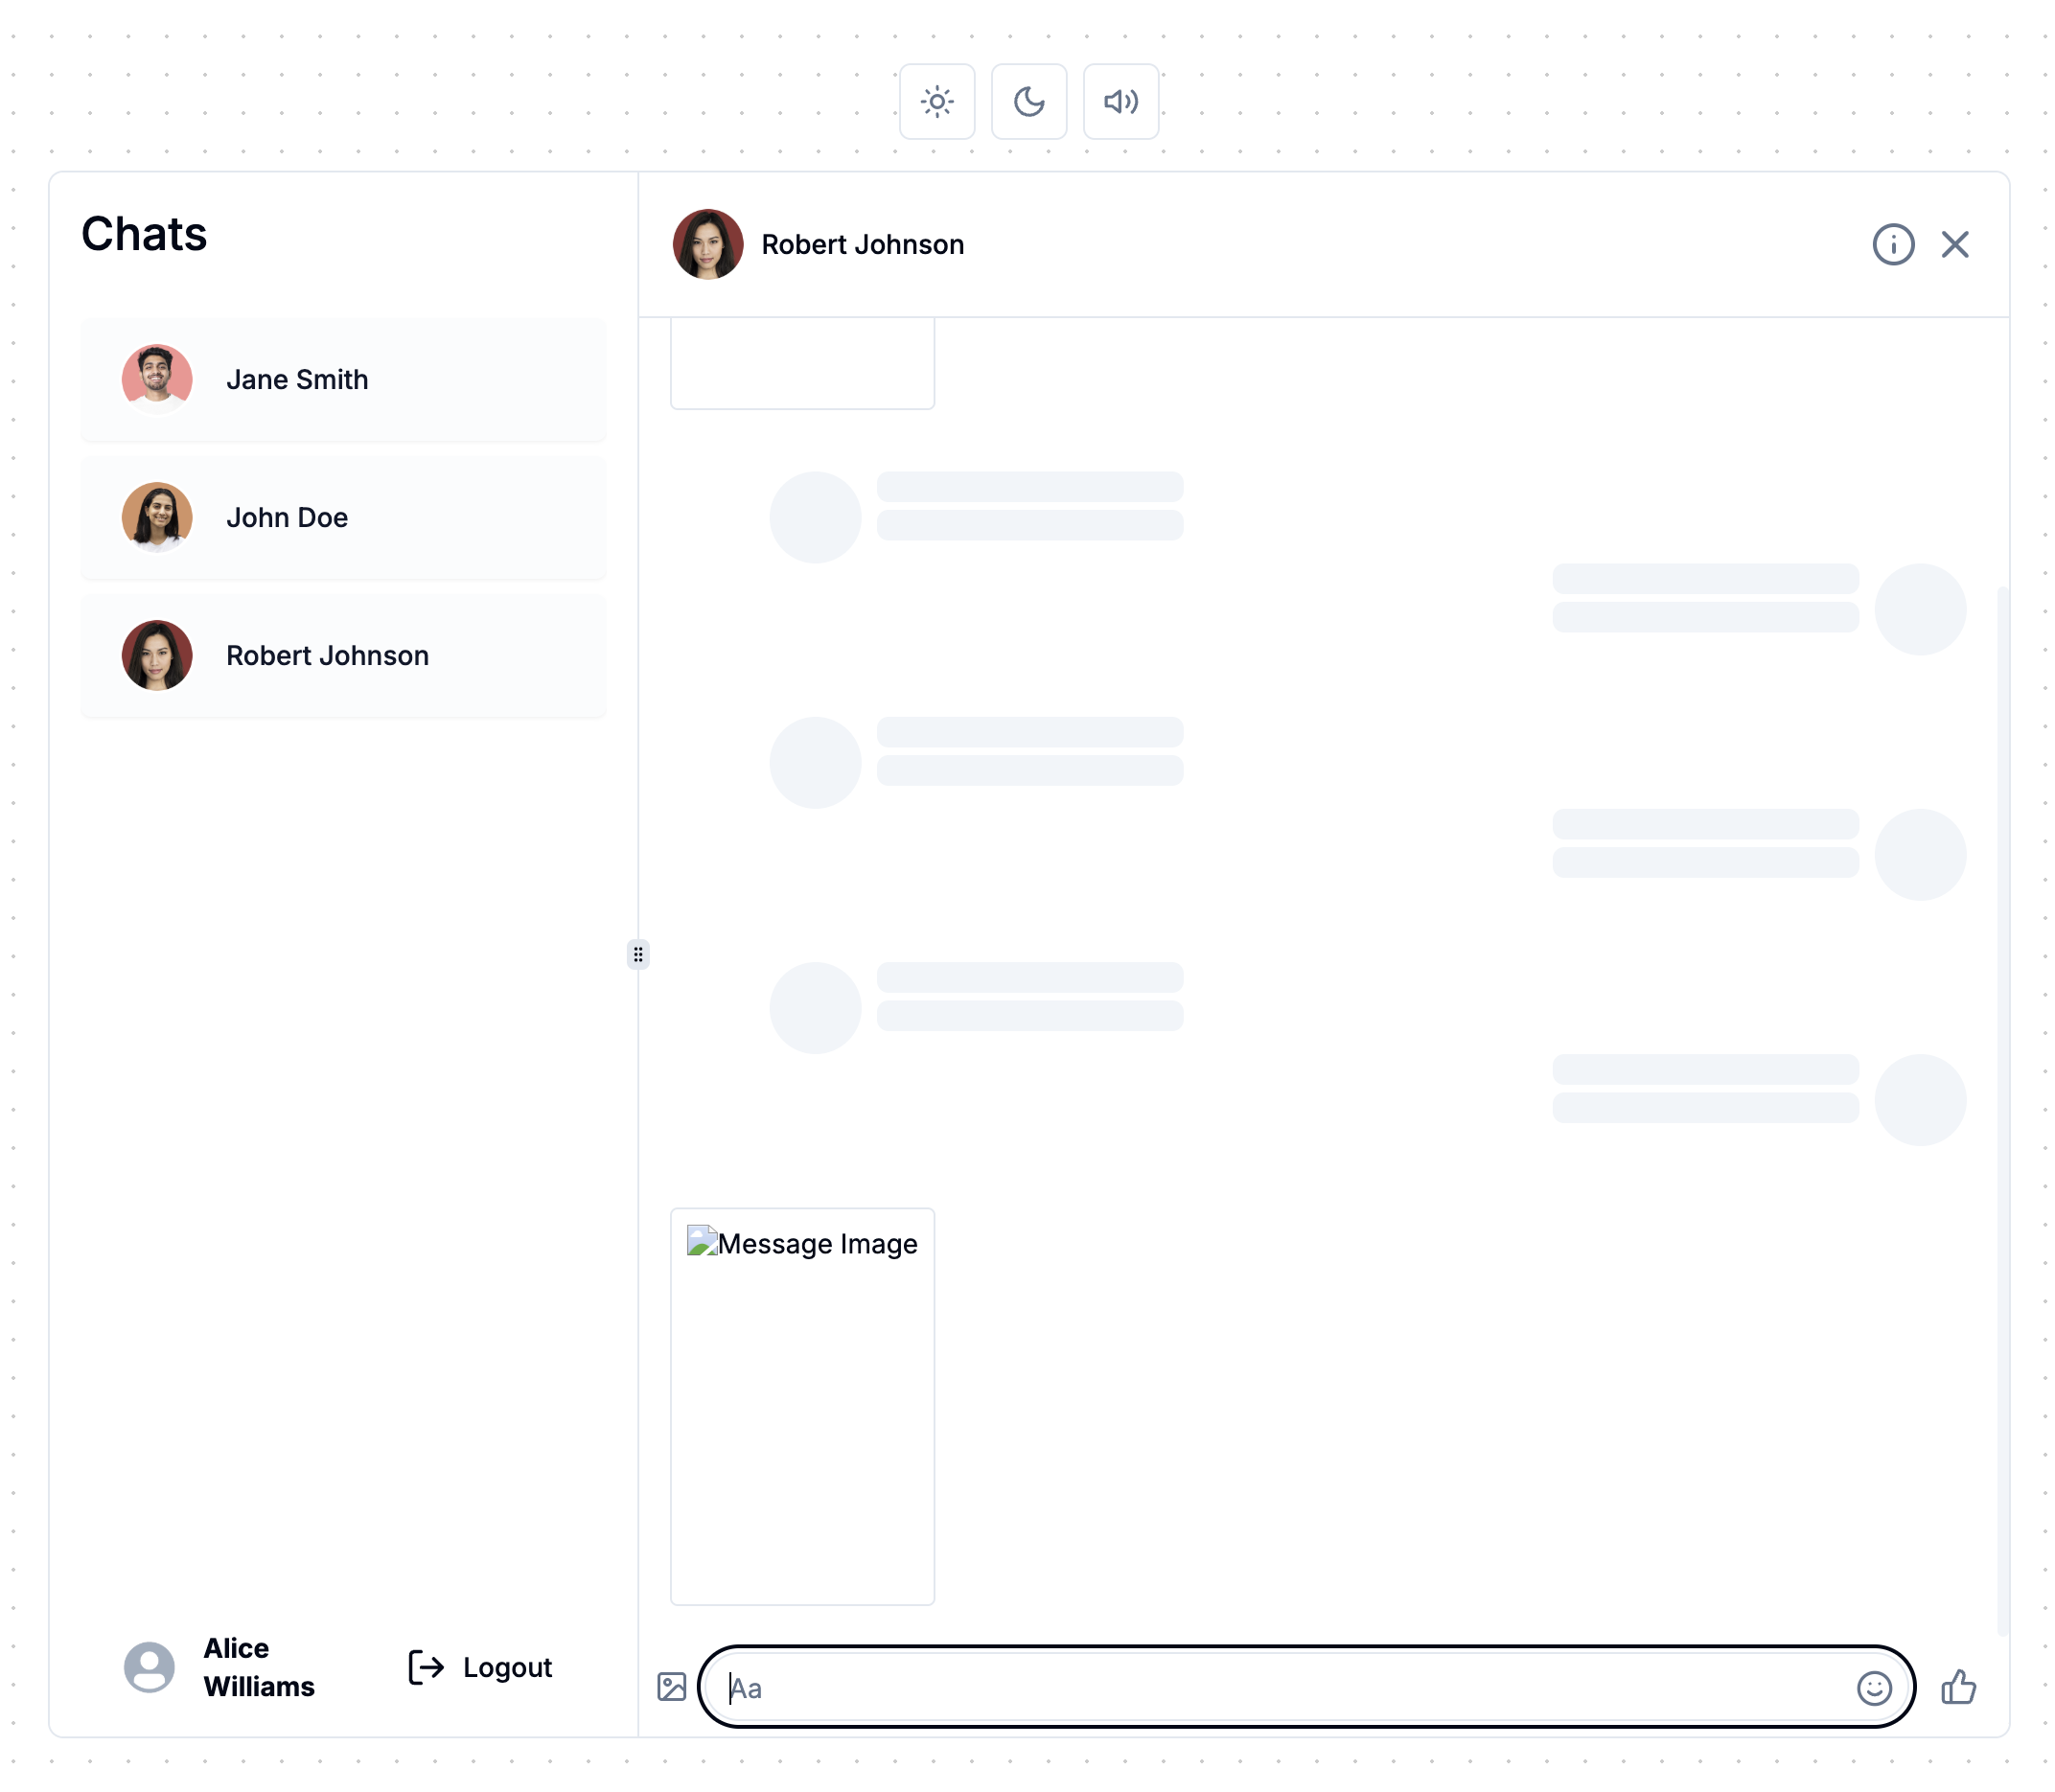 Chats
Jane Smith
John Doe
Robert Johnson
Alice
Williams
Logout
Robert Johnson
Message Image
Aa